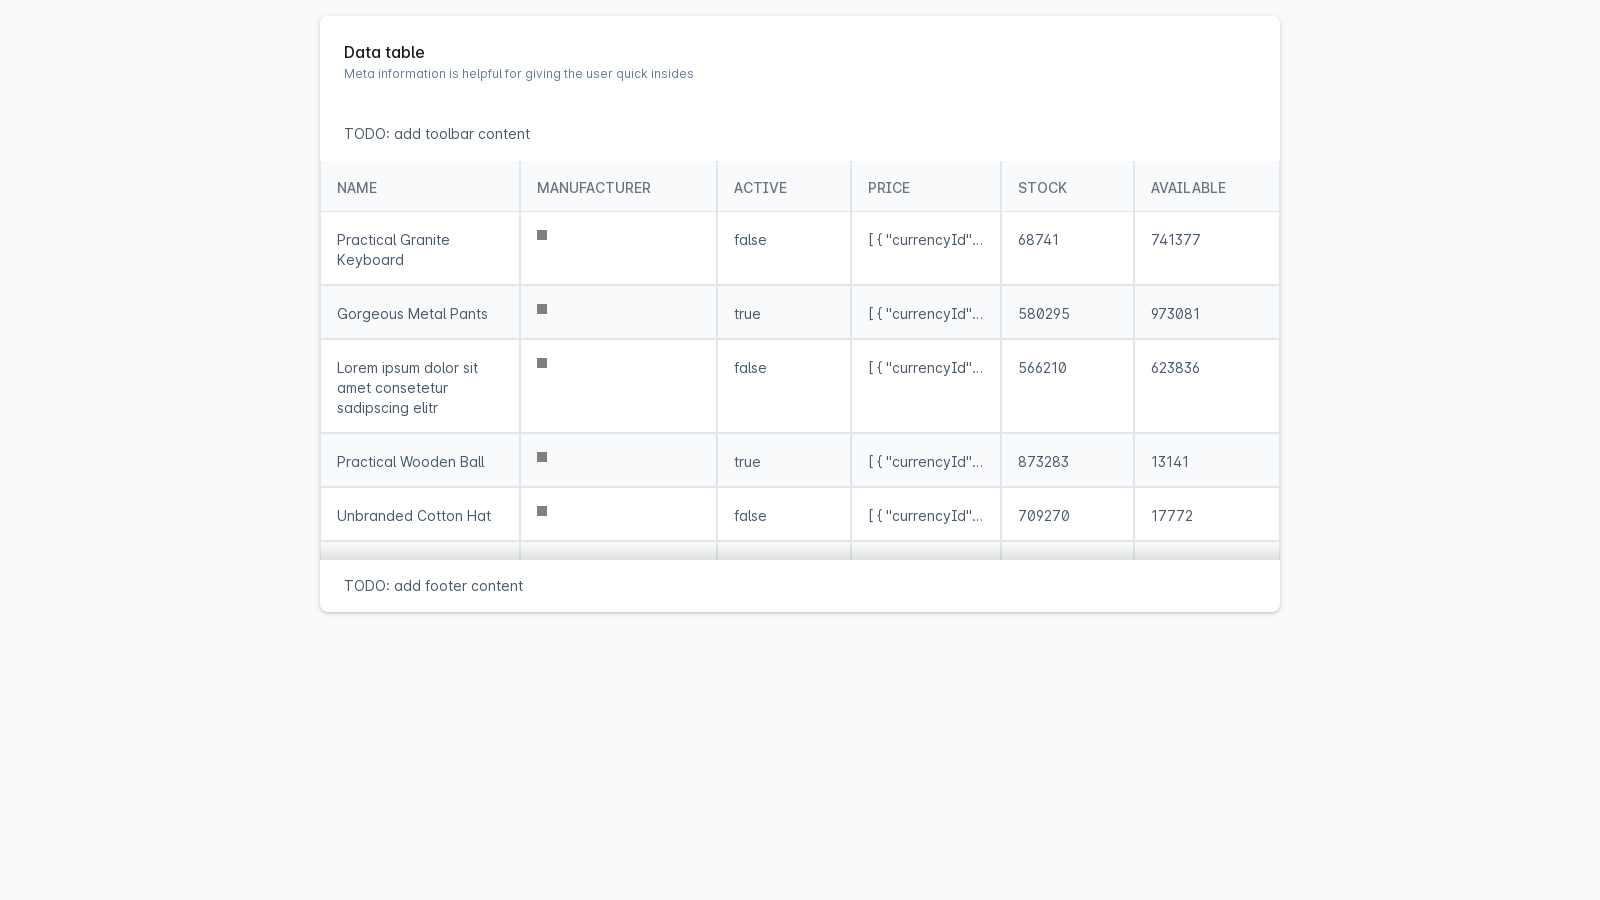 Data table
Meta information is helpful for giving the user quick insides
TODO: add toolbar content
NAME MANUFACTURER ACTIVE PRICE STOCK AVAILABLE
Practical Granite Keyboard false [ { "currencyId"... 68741 741377
Gorgeous Metal Pants true [ { "currencyId"... 580295 973081
Lorem ipsum dolor sit amet consetetur sadipscing elitr false [ { "currencyId"... 566210 623836
Practical Wooden Ball true [ { "currencyId"... 873283 13141
Unbranded Cotton Hat false [ { "currencyId"... 709270 17772
TODO: add footer content